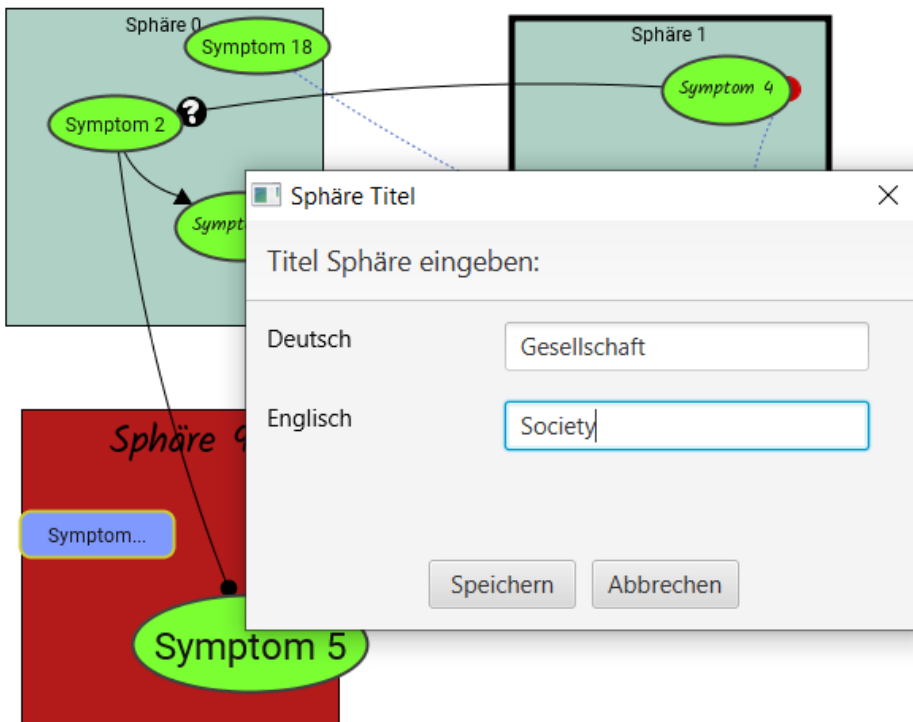 Sphäre 0
Symptom 18
Sphäre 1
Symptom 4
?
Symptom 2
Sphäre Titel
Titel Sphäre eingeben:
Deutsch
Gesellschaft
Englisch
Society
Sphäre
Symptom...
Speichern
Abbrechen
Symptom 5